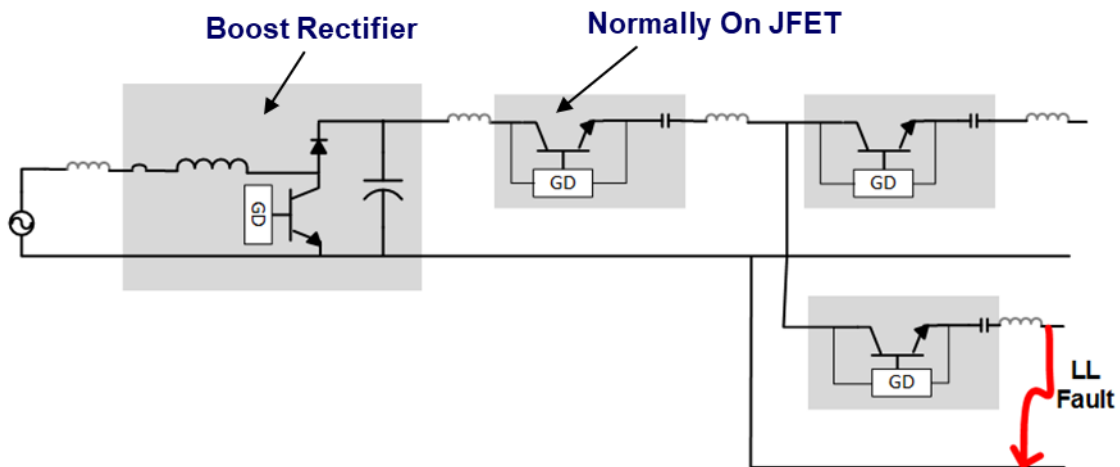 Boost Rectifier
Normally On JFET
GD
GD
GD
GD
LL
Fault